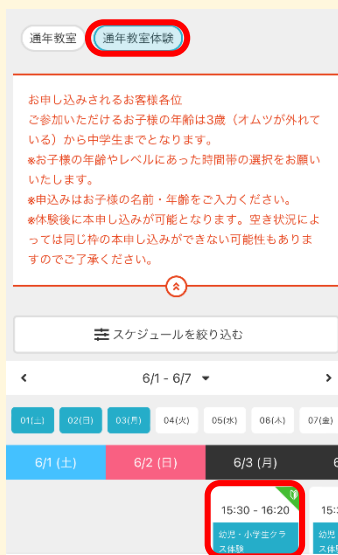 通年教室 通年教室体験
お申し込みされるお客様各位
ご参加いただけるお子様の年齢は3歳（オムツが外れて
いる）から中学生までとなります。
※お子様の年齢やレベルにあった時間帯の選択をお願い
いたします。
※申込みはお子様の名前・年齢をご入力ください。
※体験後に本申し込みが可能となります。空き状況によ
っては同じ枠の本申し込みができない可能性もありま
すのでご了承ください。
スケジュールを絞り込む
6/1 - 6/7
01(土) 02(日) 03(月) 04(火) 05(水) 06(木) 07(金)
6/1 (土) 6/2 (日) 6/3 (月) 6
15:30 - 16:20 15:
幼児・小学生クラ 幼児
ス体験 ス体